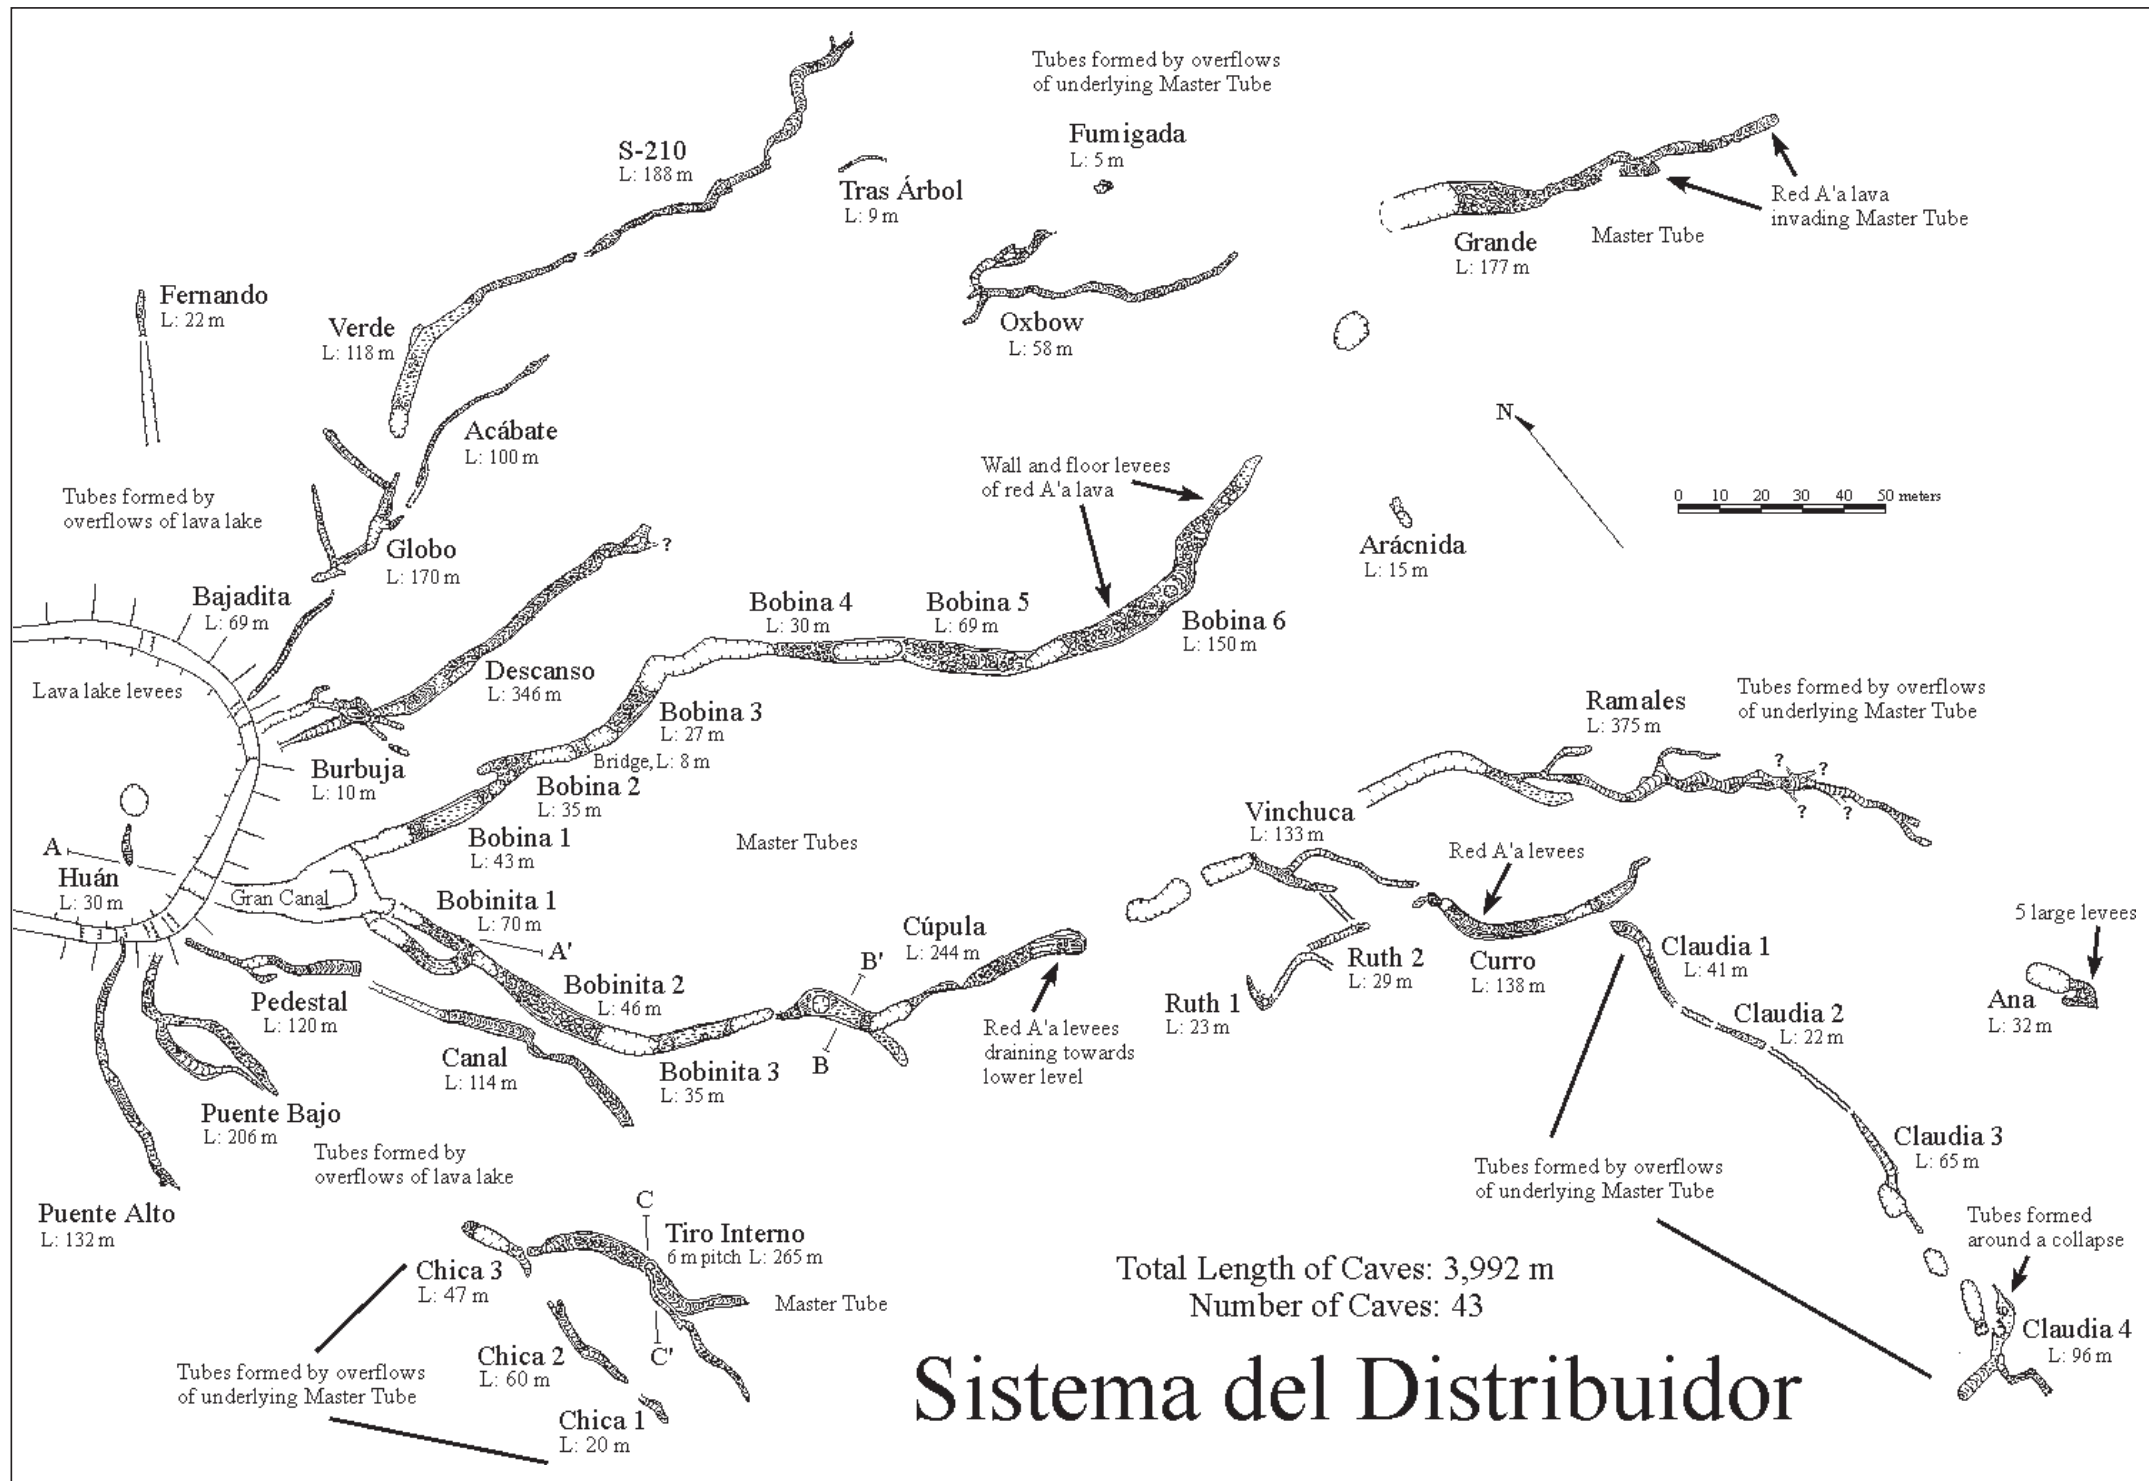 Tubes formed by overflows
of underlying Master Tube
Fumigada
L: 5 m
S-210
L: 188 m
Tras Árbol
L: 9 m
Red A'a lava
invading Master Tube
Grande
L: 177 m
Master Tube
Fernando
L: 22 m
Verde
L: 118 m
Oxbow
L: 58 m
Acábate
L: 100 m
N
Wall and floor levees
of red A'a lava
0 10 20 30 40 50 meters
Tubes formed by
overflows of lava lake
Globo
L: 170 m
?
Arácnida
L: 15 m
Bajadita
L: 69 m
Bobina 4
L: 30 m
Bobina 5
L: 69 m
Bobina 6
L: 150 m
Lava lake levees
Descanso
L: 346 m
Bobina 3
L: 27 m
Bridge, L: 8 m
Ramales
L: 375 m
Tubes formed by overflows
of underlying Master Tube
? ?
? ?
Burbuja
L: 10 m
Bobina 2
L: 35 m
Bobina 1
L: 43 m
Master Tubes
Vinchuca
L: 133 m
Red A'a levees
A
Huán
L: 30 m
Gran Canal
Bobinita 1
L: 70 m
A'
Cúpula
L: 244 m
B'
B
5 large levees
Pedestal
L: 120 m
Bobinita 2
L: 46 m
Ruth 1
L: 23 m
Ruth 2
L: 29 m
Curro
L: 138 m
Claudia 1
L: 41 m
Ana
L: 32 m
Red A'a levees
draining towards
lower level
Claudia 2
L: 22 m
Canal
L: 114 m
Bobinita 3
L: 35 m
Puente Bajo
L: 206 m
Tubes formed by
overflows of lava lake
Claudia 3
L: 65 m
Tubes formed by overflows
of underlying Master Tube
Puente Alto
L: 132 m
C
Tiro Interno
6 m pitch L: 265 m
Tubes formed
around a collapse
Chica 3
L: 47 m
Master Tube
Total Length of Caves: 3,992 m
Number of Caves: 43
Claudia 4
L: 96 m
Chica 2
L: 60 m
C'
Tubes formed by overflows
of underlying Master Tube
Sistema del Distribuidor
Chica 1
L: 20 m